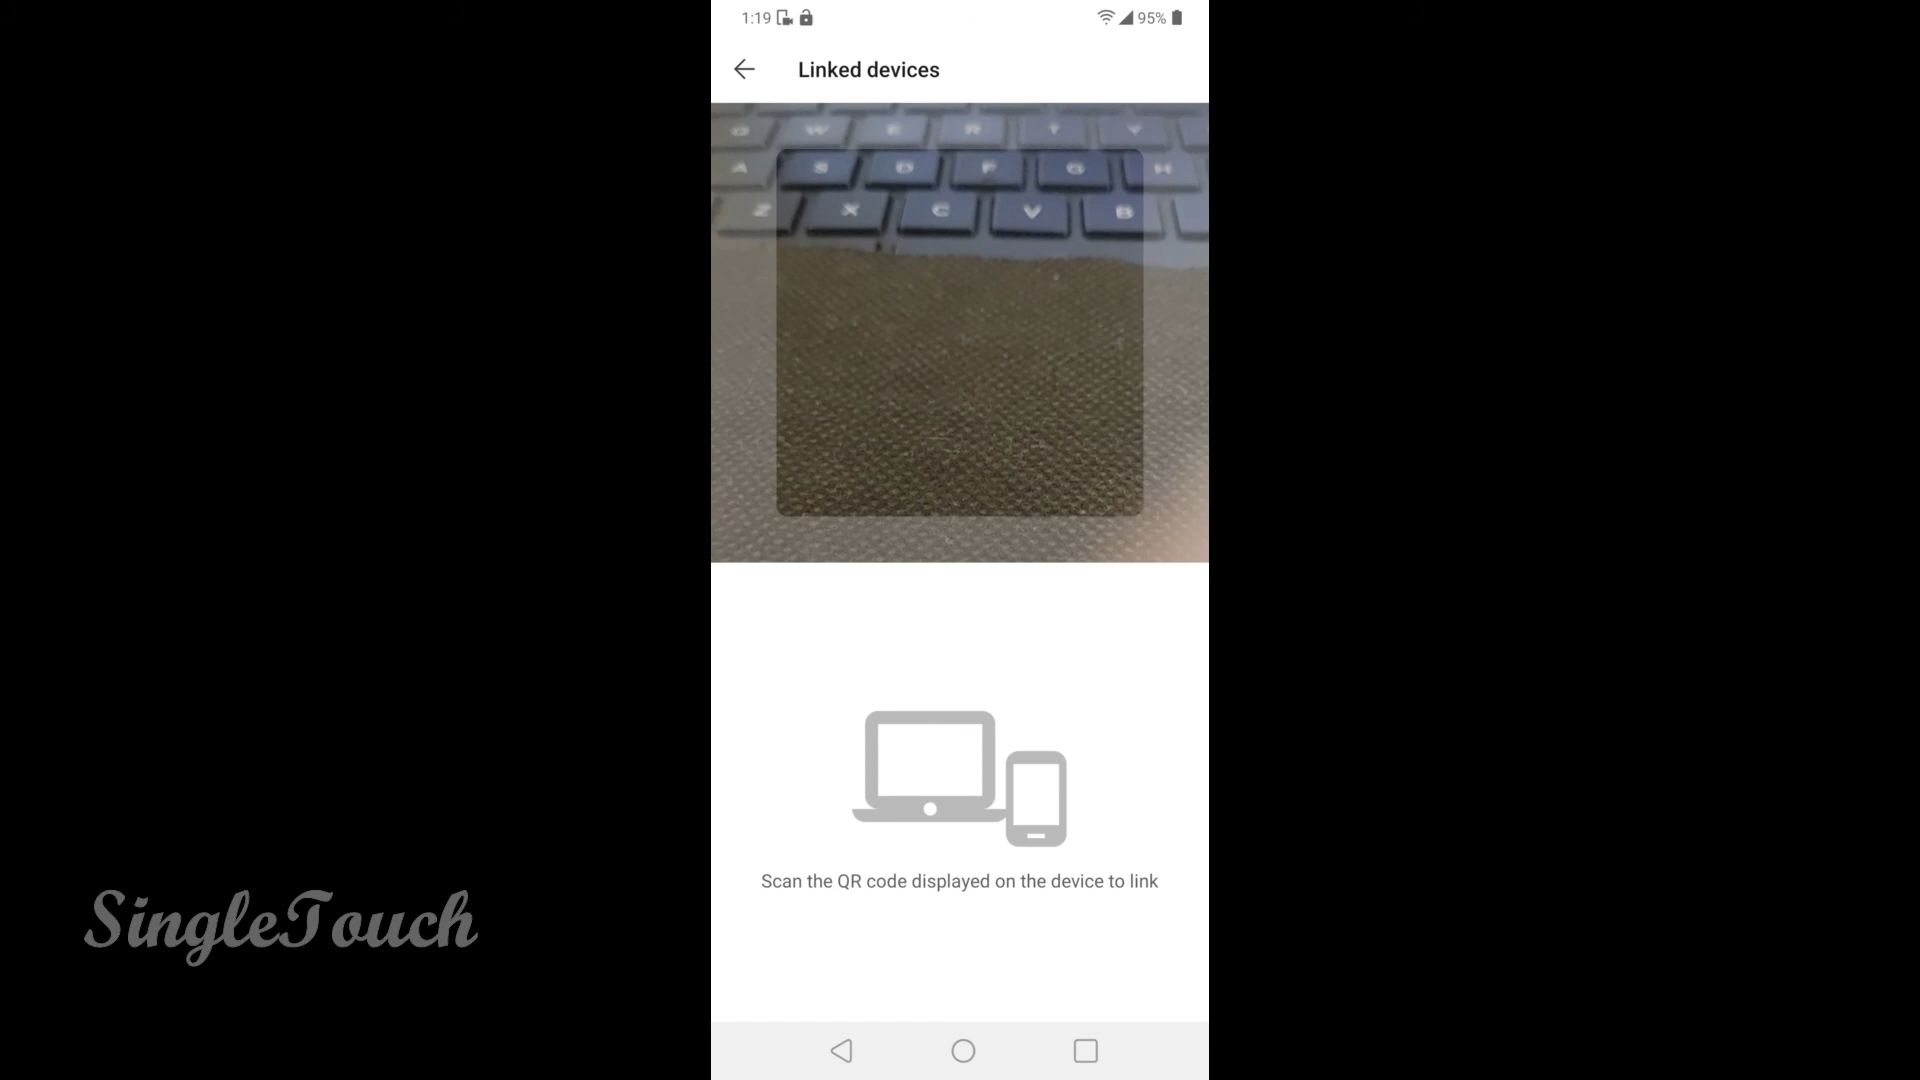 1:19 95%
Linked devices
Q W E R T Y
A S D F G H
Z X C V B
Scan the QR code displayed on the device to link
SingleTouch